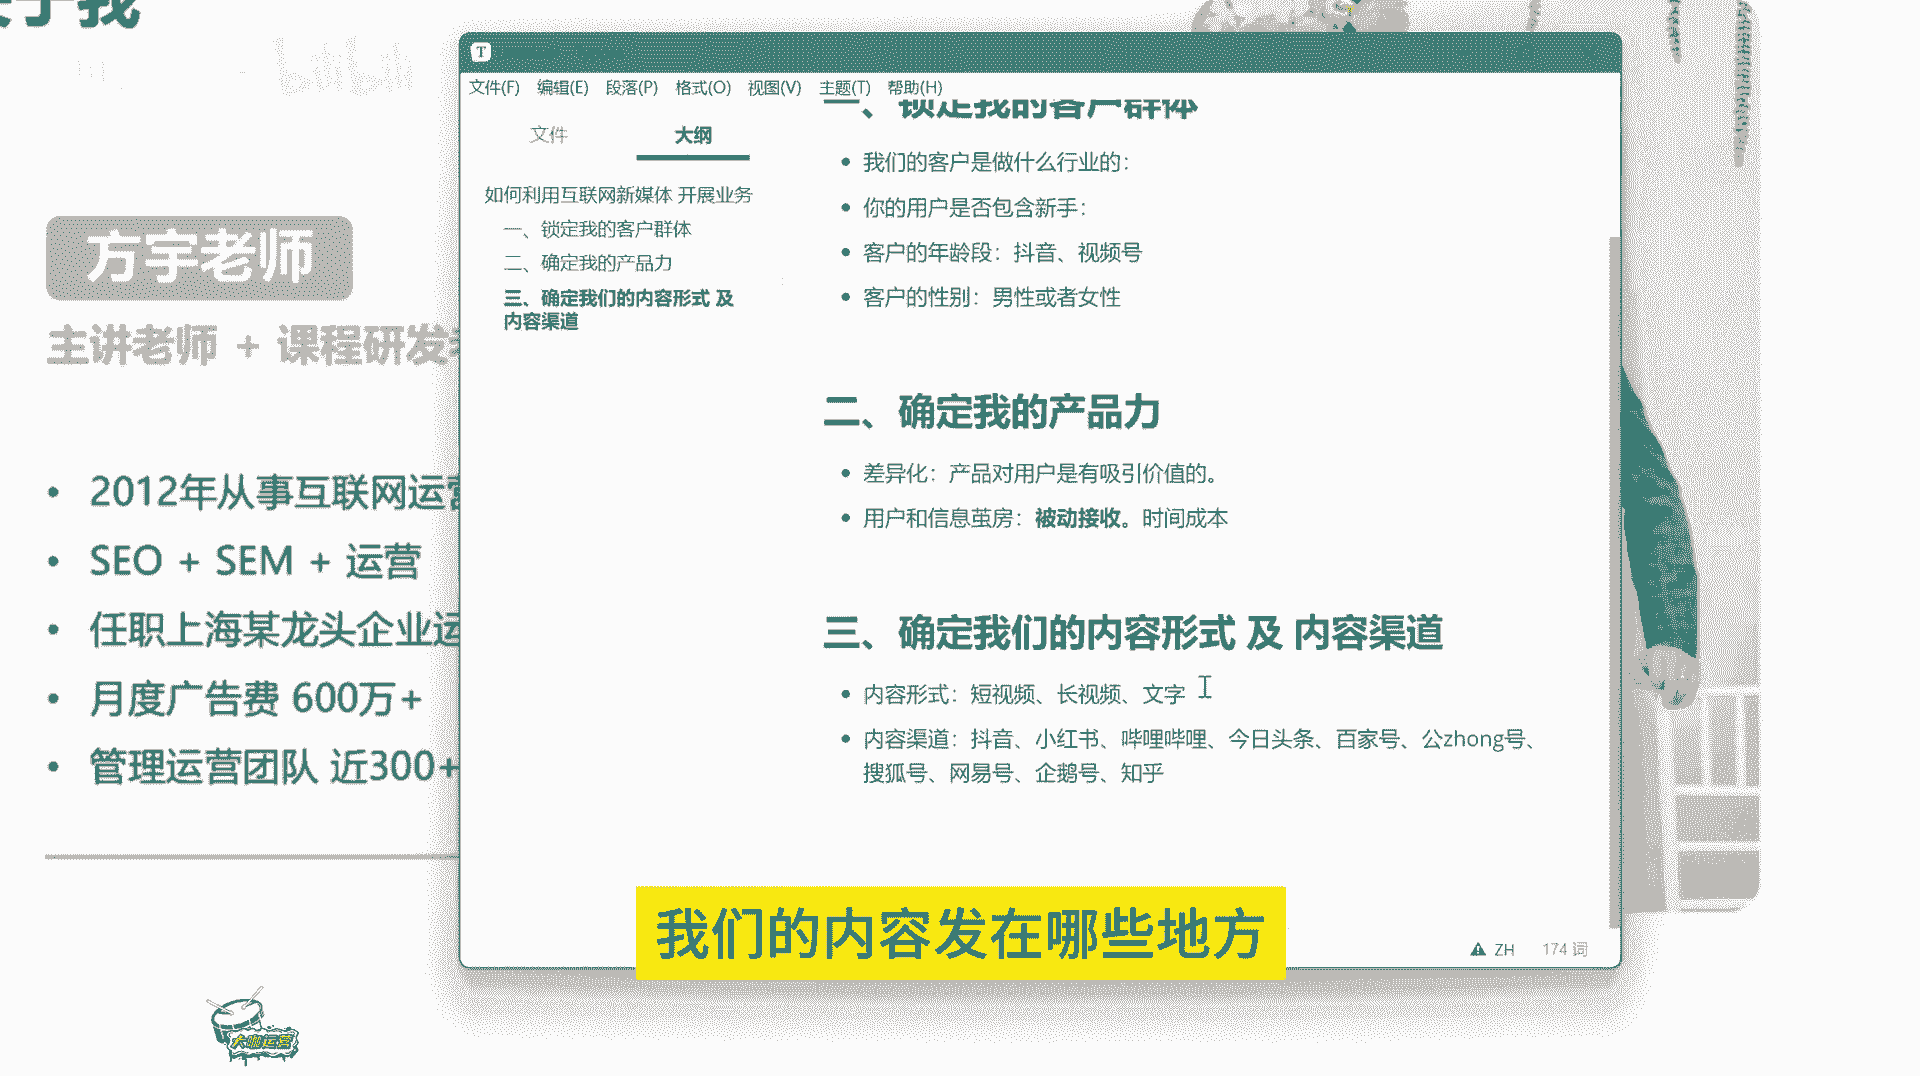 于我
bilibili
方宇老师
主讲老师 + 课程研发
2012年从事互联网运营
SEO + SEM + 运营
任职上海某龙头企业运
月度广告费 600万+
管理运营团队 近300+
大咖运营
T
文件(F) 编辑(E) 段落(P) 格式(O) 视图(V) 主题(T) 帮助(H)
文件 大纲
如何利用互联网新媒体 开展业务
一、锁定我的客户群体
二、确定我的产品力
三、确定我们的内容形式 及
内容渠道
一、锁定我的客户群体
我们的客户是做什么行业的:
你的用户是否包含新手:
客户的年龄段：抖音、视频号
客户的性别：男性或者女性
二、确定我的产品力
差异化：产品对用户是有吸引价值的。
用户和信息茧房：被动接收。时间成本
三、确定我们的内容形式 及 内容渠道
内容形式：短视频、长视频、文字
内容渠道：抖音、小红书、哔哩哔哩、今日头条、百家号、公zhong号、
搜狐号、网易号、企鹅号、知乎
ZH 174 词
我们的内容发在哪些地方